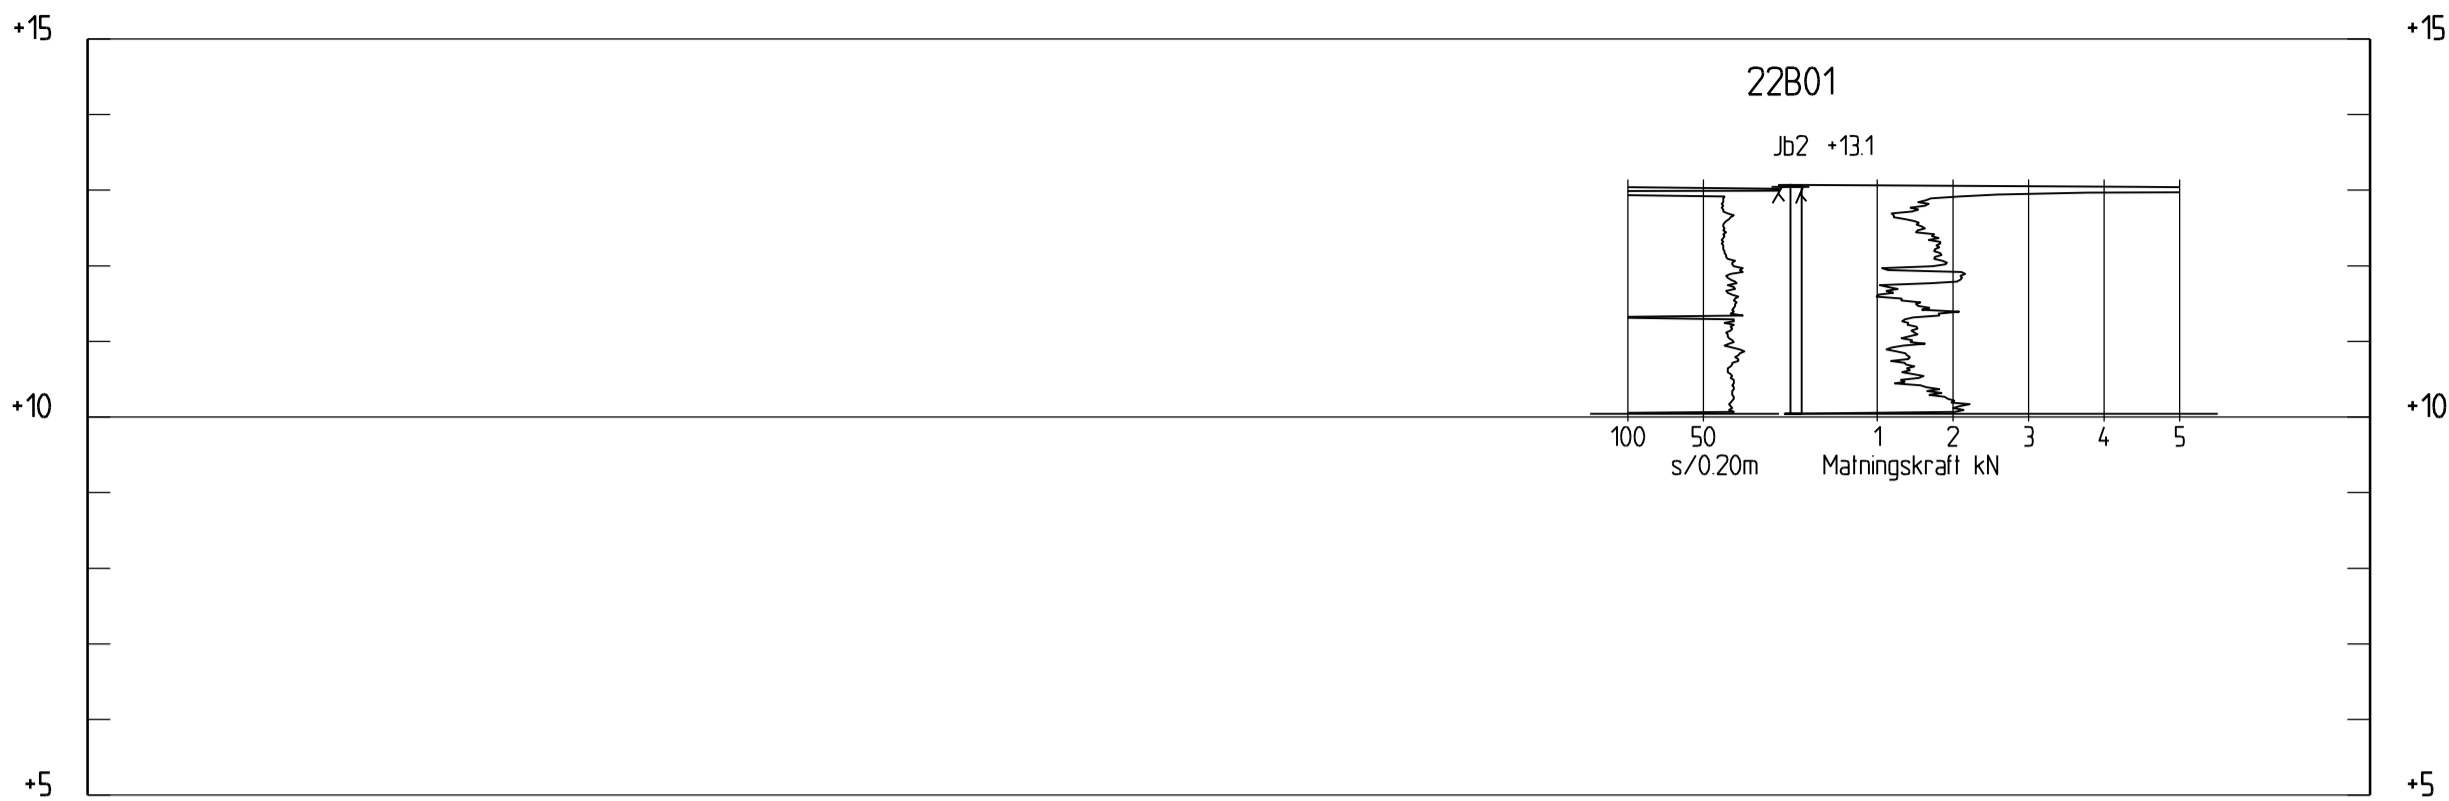 +15 +15
22B01
Jb2 +13.1
+10 +10
100 50 1 2 3 4 5
s/0.20m Matningskraft kN
+5 +5